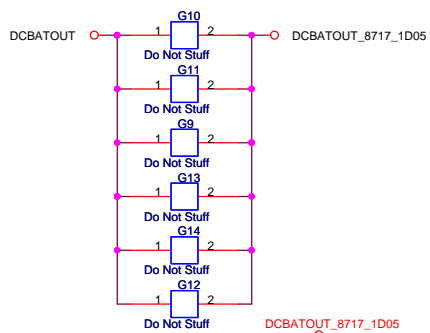 G10
DCBATOUT 1 2 DCBATOUT_8717_1D05
Do Not Stuff
G11
1 2
Do Not Stuff
G9
1 2
Do Not Stuff
G13
1 2
Do Not Stuff
G14
1 2
Do Not Stuff
G12
1 2
Do Not Stuff
DCBATOUT_8717_1D05